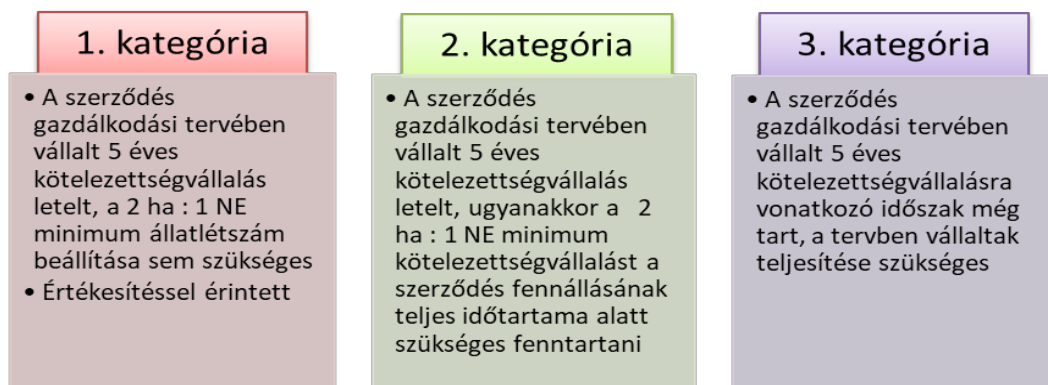 1. kategória
• A szerződés
gazdálkodási tervében
vállalt 5 éves
kötelezettségvállalás
letelt, a 2 ha : 1 NE
minimum állatlétszám
beállítása sem szükséges
• Értékesítéssel érintett
2. kategória
• A szerződés
gazdálkodási tervében
vállalt 5 éves
kötelezettségvállalás
letelt, ugyanakkor a 2
ha : 1 NE minimum
kötelezettségvállalást a
szerződés fennállásának
teljes időtartama alatt
szükséges fenntartani
3. kategória
• A szerződés
gazdálkodási tervében
vállalt 5 éves
kötelezettségvállalásra
vonatkozó időszak még
tart, a tervben vállaltak
teljesítése szükséges